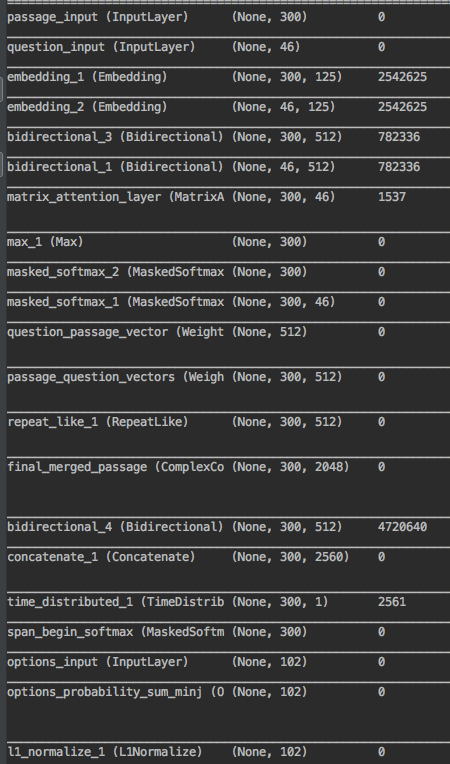 passage_input (InputLayer) (None, 300) 0
question_input (InputLayer) (None, 46) 0
embedding_1 (Embedding) (None, 300, 125) 2542625
embedding_2 (Embedding) (None, 46, 125) 2542625
bidirectional_3 (Bidirectional) (None, 300, 512) 782336
bidirectional_1 (Bidirectional) (None, 46, 512) 782336
matrix_attention_layer (MatrixA (None, 300, 46) 1537
max_1 (Max) (None, 300) 0
masked_softmax_2 (MaskedSoftmax (None, 300) 0
masked_softmax_1 (MaskedSoftmax (None, 300, 46) 0
question_passage_vector (Weight (None, 512) 0
passage_question_vectors (Weigh (None, 300, 512) 0
repeat_like_1 (RepeatLike) (None, 300, 512) 0
final_merged_passage (ComplexCo (None, 300, 2048) 0
bidirectional_4 (Bidirectional) (None, 300, 512) 4720640
concatenate_1 (Concatenate) (None, 300, 2560) 0
time_distributed_1 (TimeDistrib (None, 300, 1) 2561
span_begin_softmax (MaskedSoftm (None, 300) 0
options_input (InputLayer) (None, 102) 0
options_probability_sum_minj (O (None, 102) 0
l1_normalize_1 (L1Normalize) (None, 102) 0